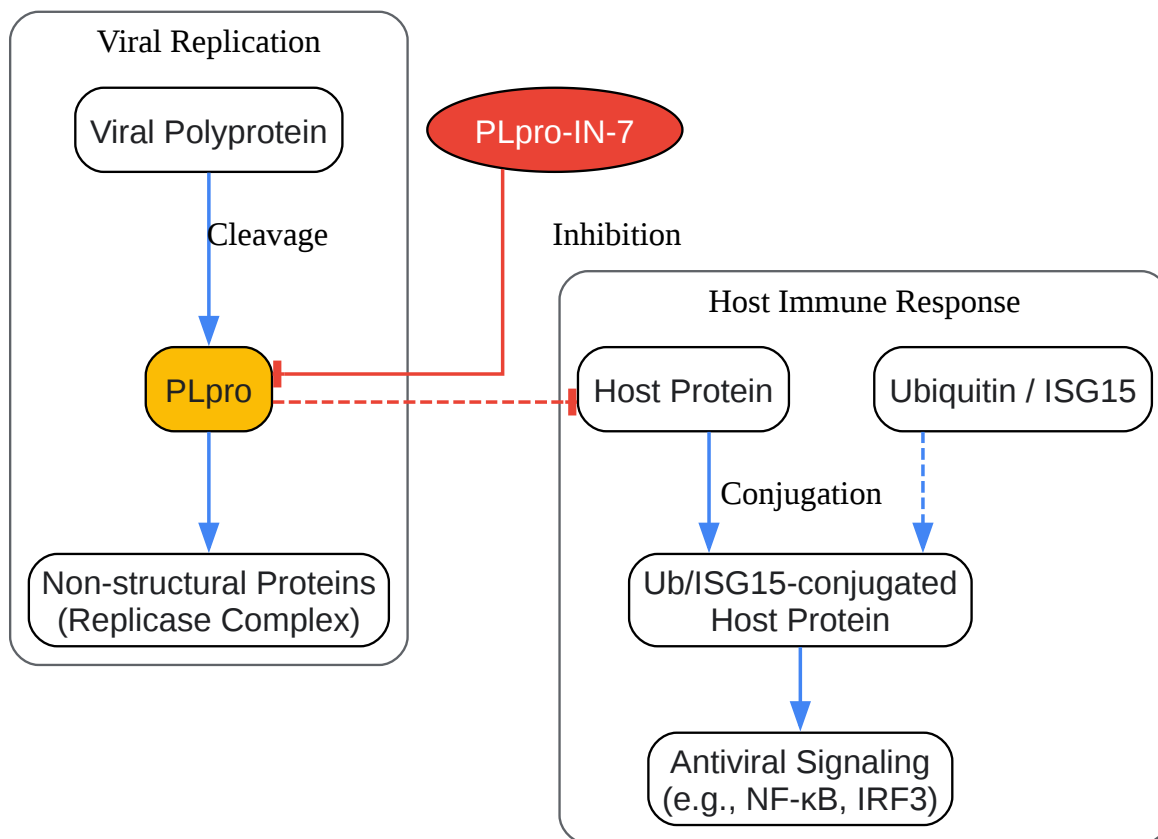 Viral Replication
Viral Polyprotein
PLpro-IN-7
Cleavage
Inhibition
Host Immune Response
PLpro
Host Protein
Ubiquitin / ISG15
Conjugation
Non-structural Proteins
(Replicase Complex)
Ub/ISG15-conjugated
Host Protein
Antiviral Signaling
(e.g., NF-κB, IRF3)